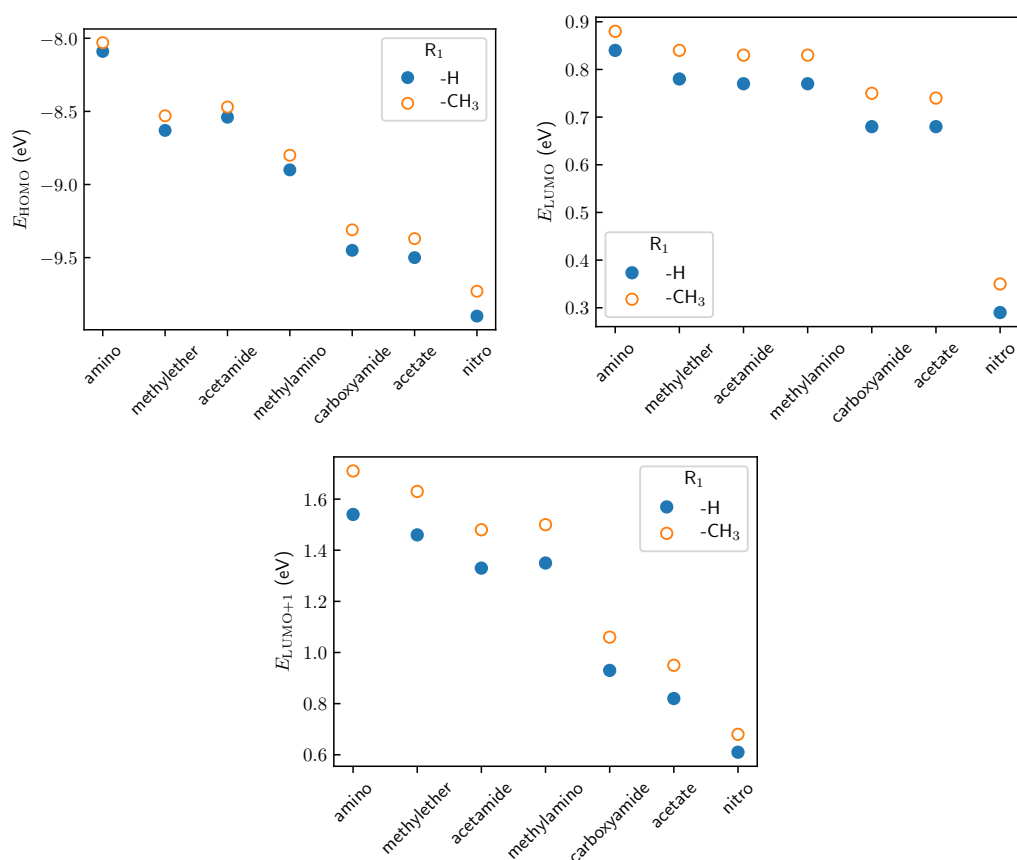 E_HOMO (eV)
−8.0
−8.5
−9.0
−9.5
R₁
-H
-CH₃
amino
methylether
acetamide
methylamino
carboxyamide
acetate
nitro
E_LUMO (eV)
0.9
0.8
0.7
0.6
0.5
0.4
0.3
R₁
-H
-CH₃
amino
methylether
acetamide
methylamino
carboxyamide
acetate
nitro
E_LUMO+1 (eV)
1.6
1.4
1.2
1.0
0.8
0.6
R₁
-H
-CH₃
amino
methylether
acetamide
methylamino
carboxyamide
acetate
nitro